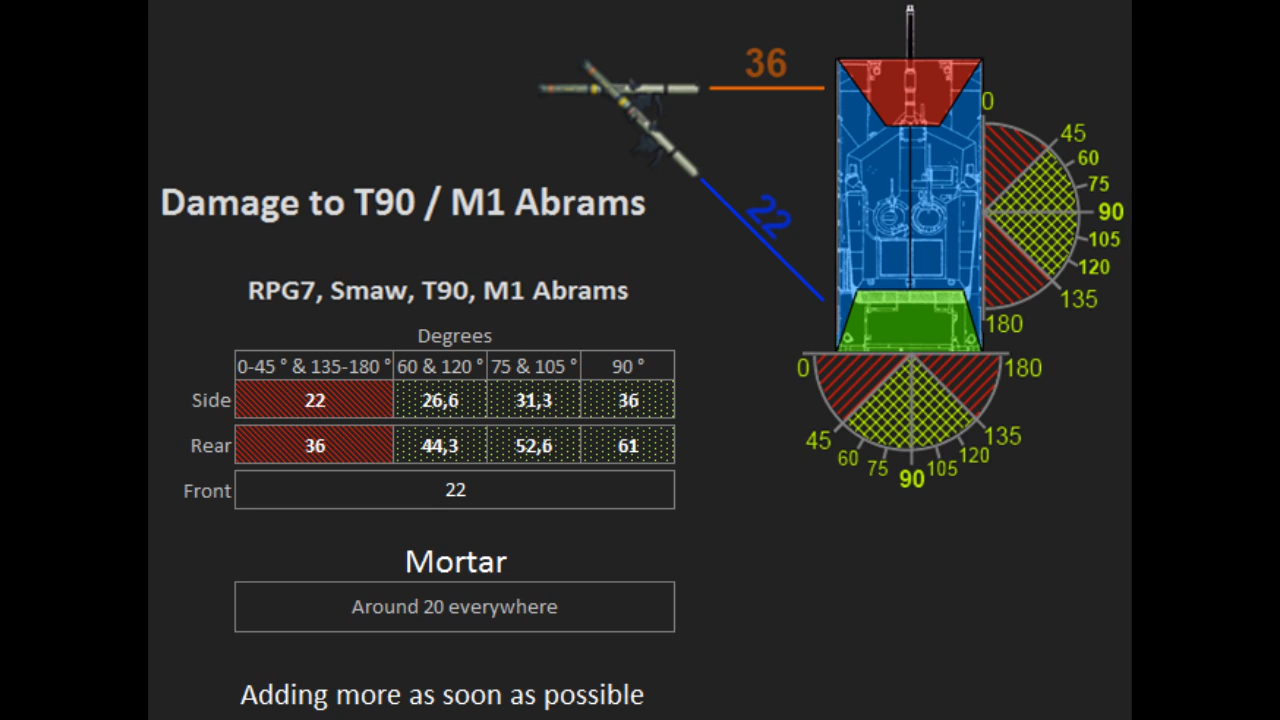 36
22
Damage to T90 / M1 Abrams
RPG7, Smaw, T90, M1 Abrams
Degrees
0-45 ° & 135-180 ° 60 & 120 ° 75 & 105 ° 90 °
Side 22 26,6 31,3 36
Rear 36 44,3 52,6 61
Front 22
Mortar
Around 20 everywhere
Adding more as soon as possible
0
45
60
75
90
105
120
135
180
0
45
60
75
90
105
120
135
180